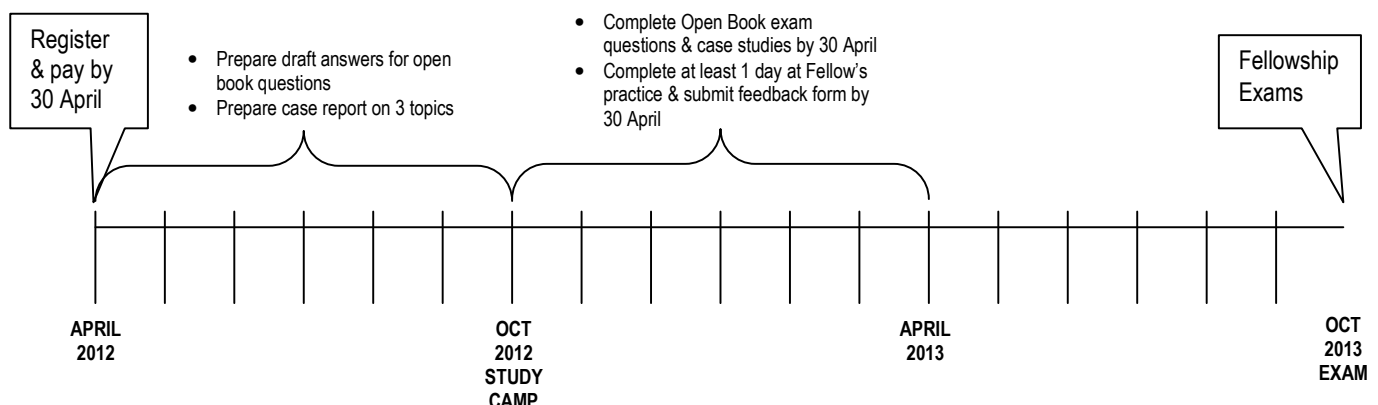 Register
& pay by
30 April
• Prepare draft answers for open
book questions
• Prepare case report on 3 topics
• Complete Open Book exam
questions & case studies by 30 April
• Complete at least 1 day at Fellow's
practice & submit feedback form by
30 April
Fellowship
Exams
APRIL
2012
OCT
2012
STUDY
CAMP
APRIL
2013
OCT
2013
EXAM